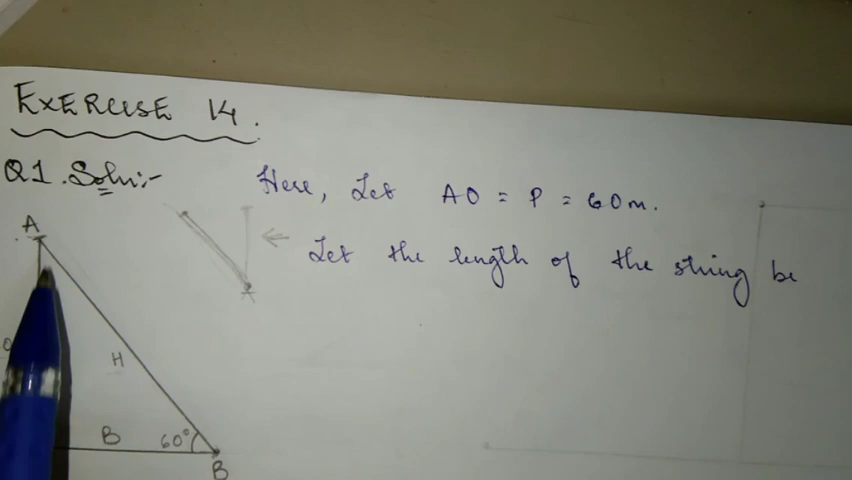 EXERCISE 14.
Q1. Soln:-
Here, Let AO = P = 60m.
Let the length of the string be
A
H
B
60°
B